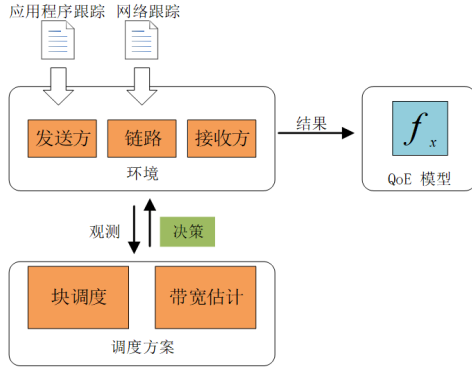 应用程序跟踪 网络跟踪
发送方 链路 接收方
环境
结果
f x
QoE 模型
观测 决策
块调度 带宽估计
调度方案